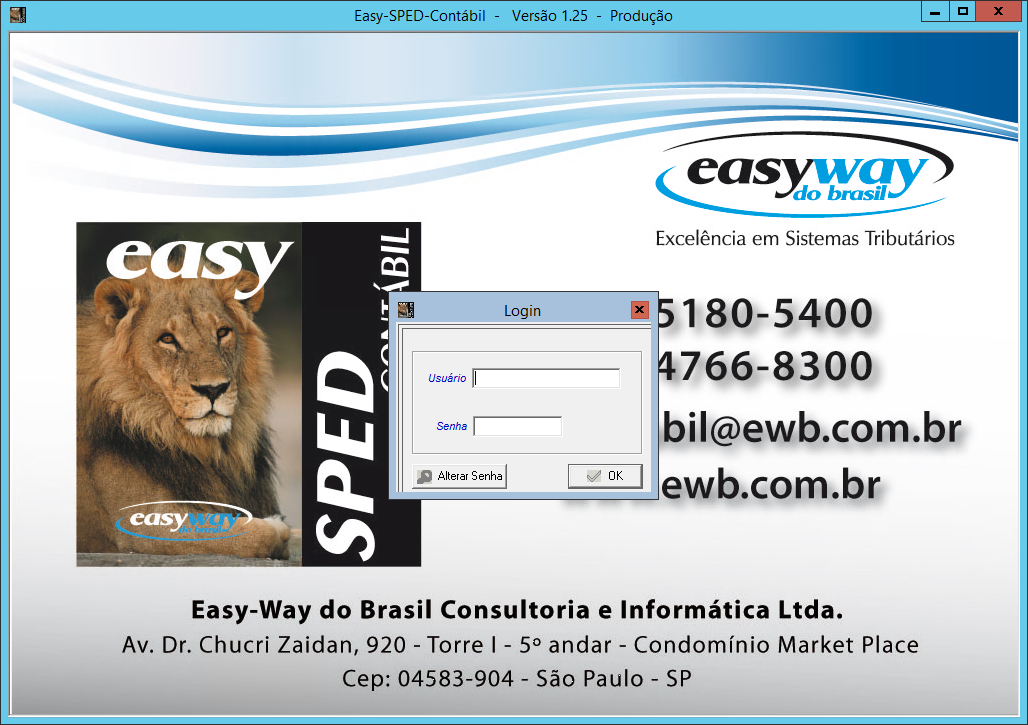 Easy-SPED-Contábil - Versão 1.25 - Produção
easyway
do brasil
Excelência em Sistemas Tributários
easy
SPED
easyway
do brasil
Login
Usuário
Senha
Alterar Senha
OK
5180-5400
4766-8300
bil@ewb.com.br
ewb.com.br
Easy-Way do Brasil Consultoria e Informática Ltda.
Av. Dr. Chucri Zaidan, 920 - Torre I - 5º andar - Condomínio Market Place
Cep: 04583-904 - São Paulo - SP